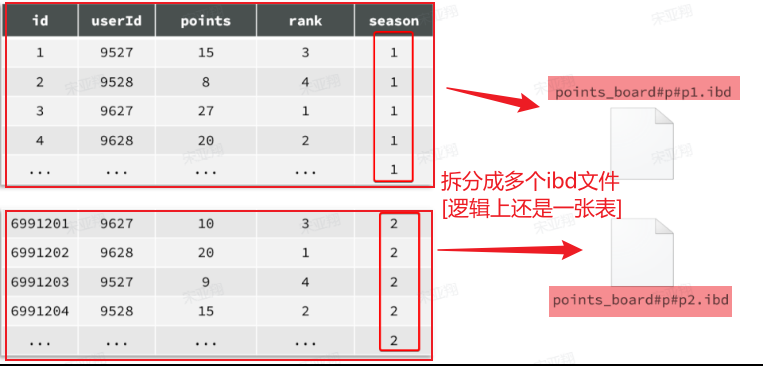 id userId points rank season
1 9527 15 3 1
2 9528 8 4 1
3 9627 27 1 1
4 9628 20 2 1
... ... ... ... 1
points_board#p#p1.ibd
拆分成多个ibd文件
[逻辑上还是一张表]
6991201 9627 10 3 2
6991202 9628 20 1 2
6991203 9527 9 4 2
6991204 9528 15 2 2
... ... ... ... 2
points_board#p#p2.ibd
宋亚翔